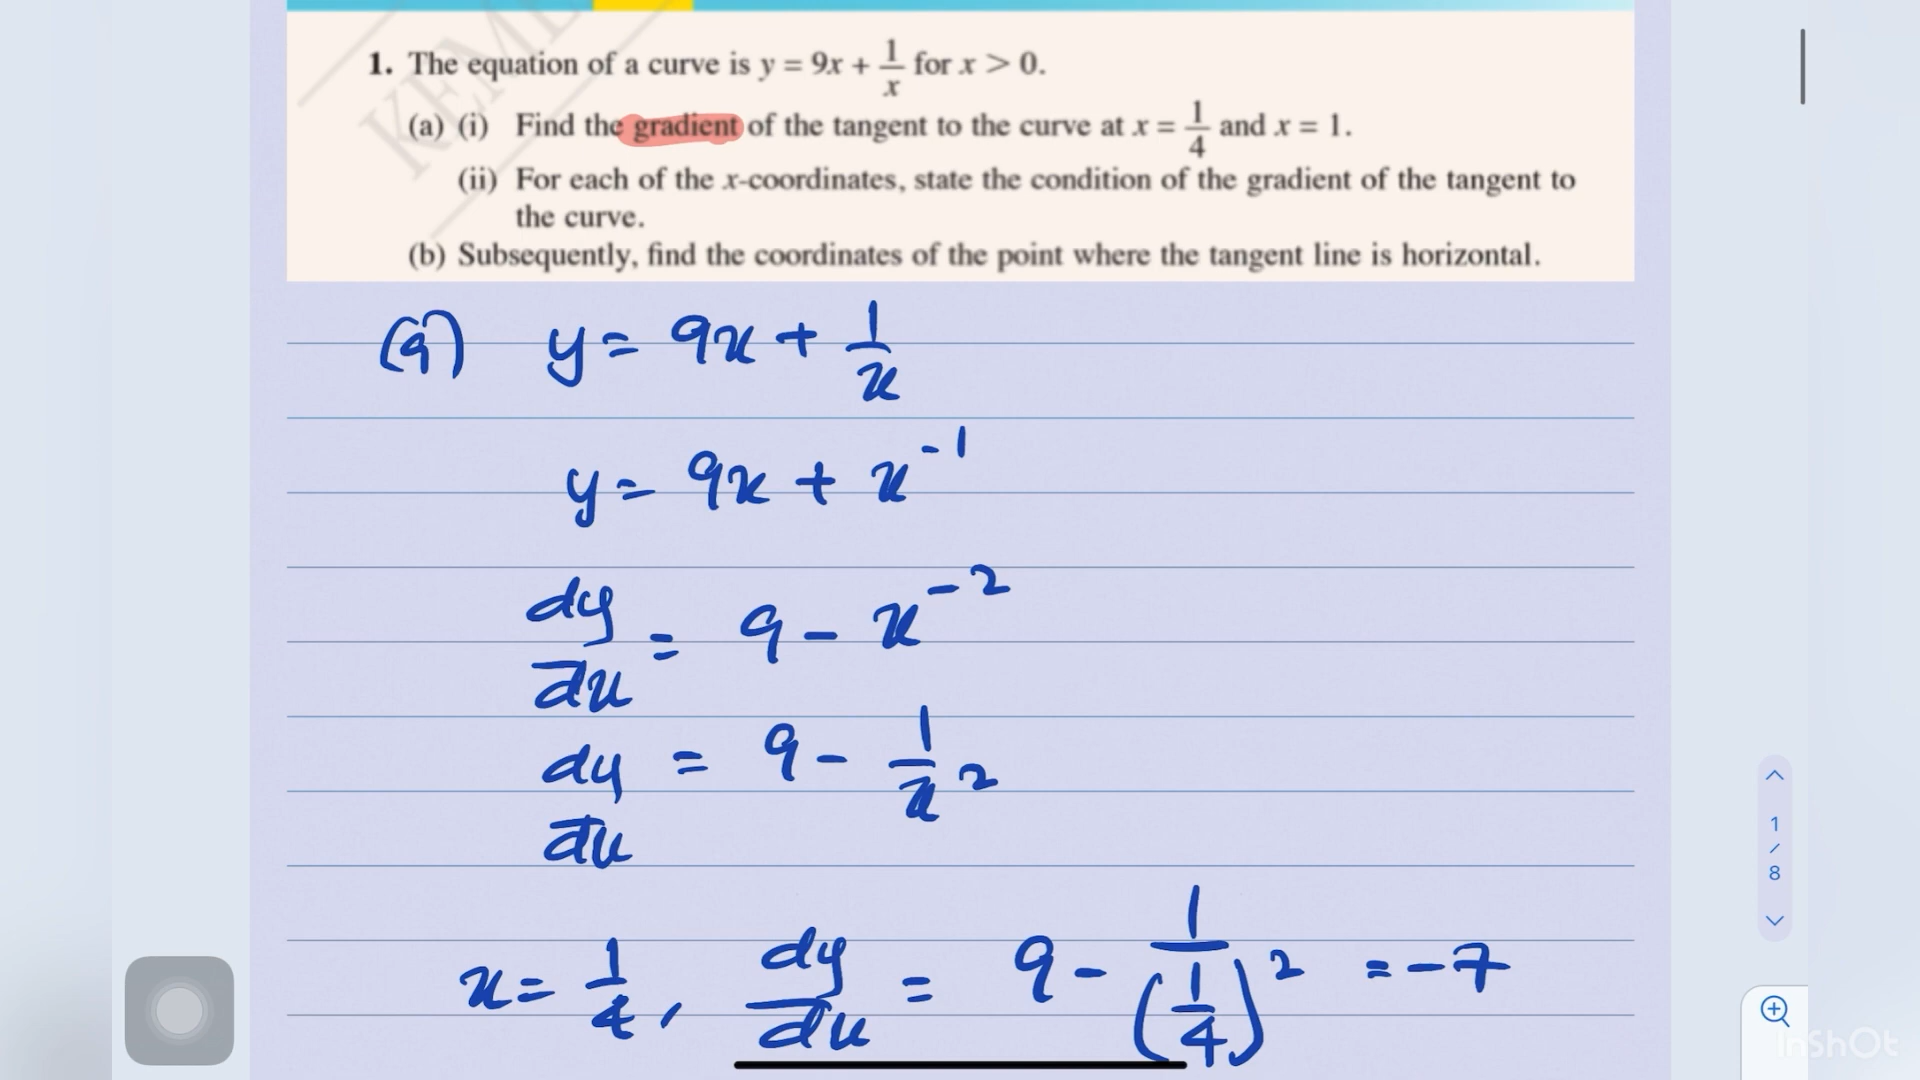 KEME
1. The equation of a curve is y = 9x + 1/x for x > 0.
(a) (i) Find the gradient of the tangent to the curve at x = 1/4 and x = 1.
(ii) For each of the x-coordinates, state the condition of the gradient of the tangent to
the curve.
(b) Subsequently, find the coordinates of the point where the tangent line is horizontal.
(a) y = 9x + 1/x
y = 9x + x^-1
dy/dx = 9 - x^-2
dy/dx = 9 - 1/x^2
x = 1/4, dy/dx = 9 - 1/(1/4)^2 = -7
1
/
8
InShOt